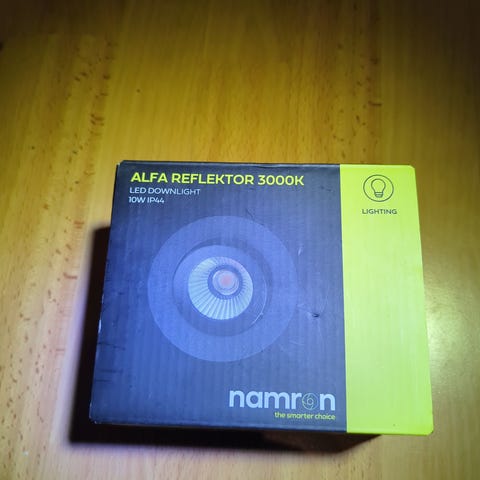 ALFA REFLEKTOR 3000K
LED DOWNLIGHT
10W IP44
LIGHTING
namron
the smarter choice